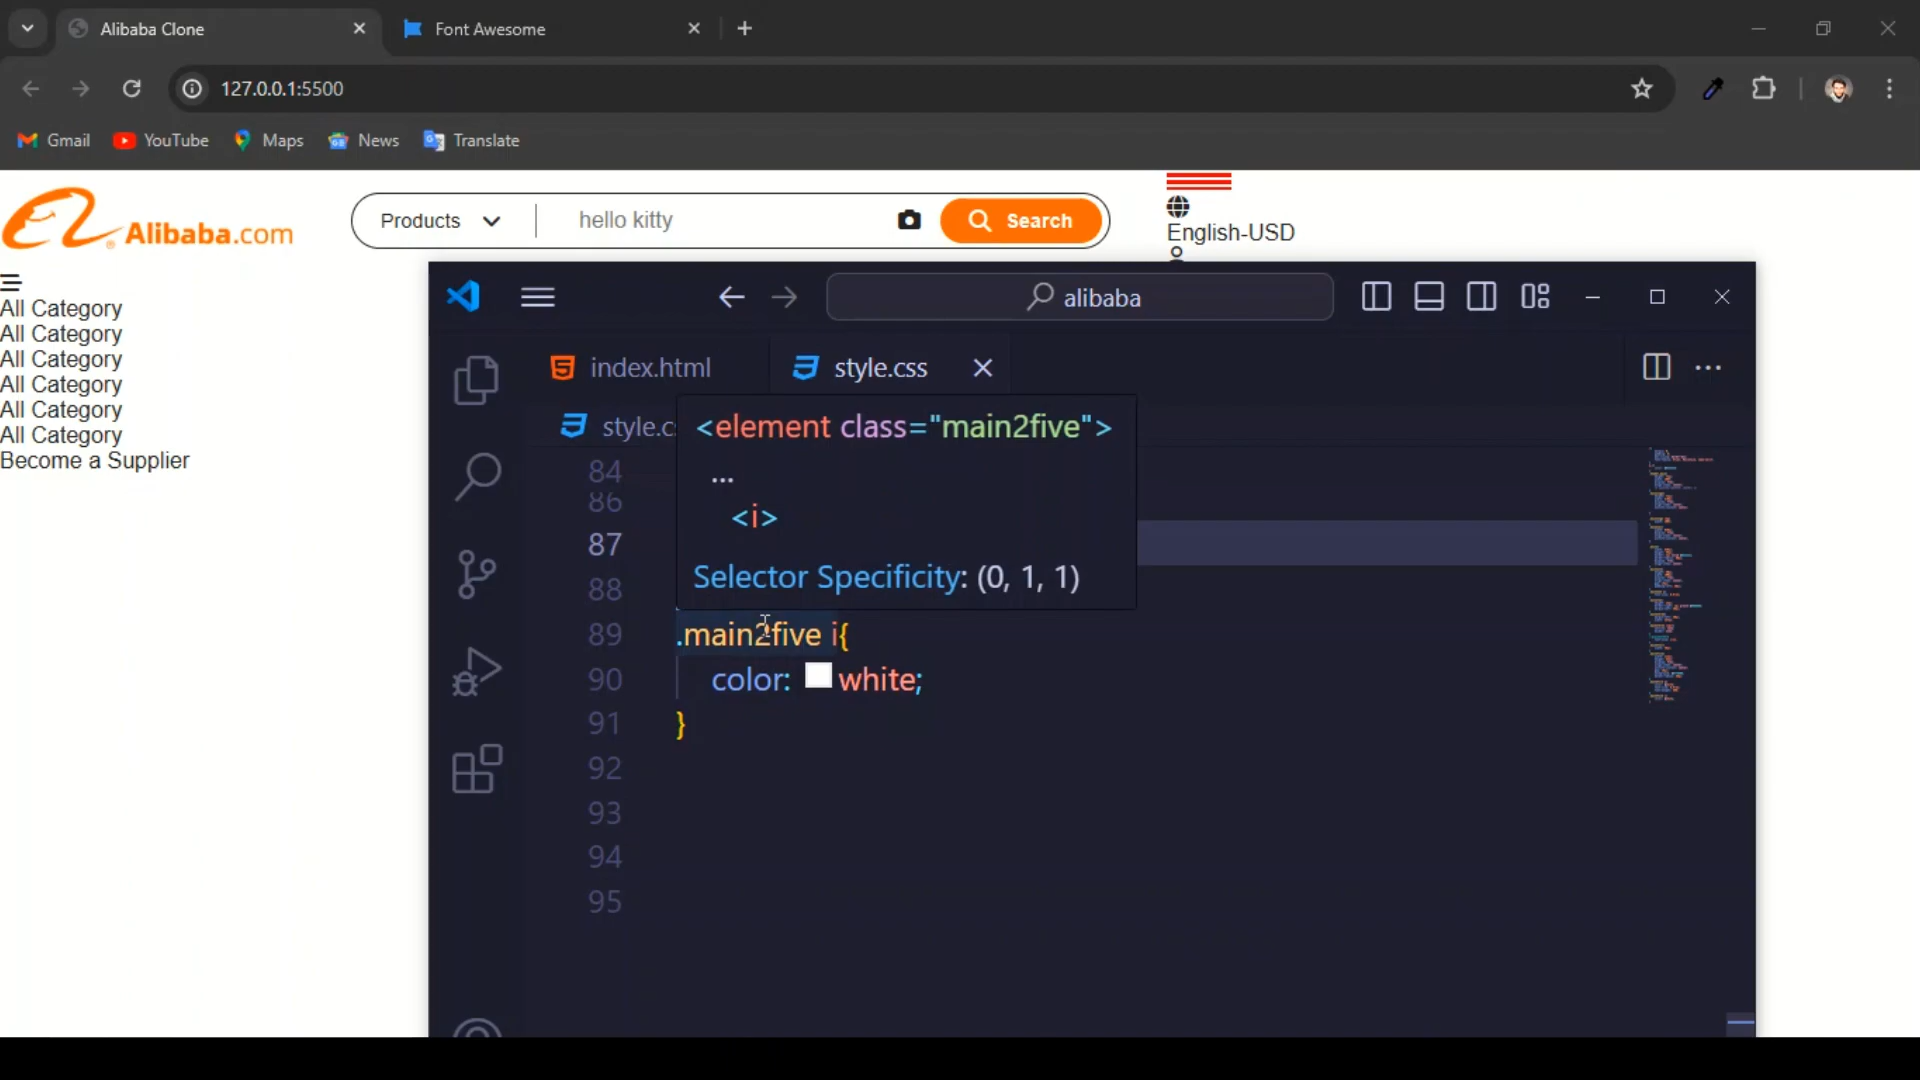 Alibaba Clone
Font Awesome
127.0.0.1:5500
Gmail
YouTube
Maps
News
Translate
Alibaba.com
Products
hello kitty
Search
English-USD
All Category
All Category
All Category
All Category
All Category
All Category
Become a Supplier
alibaba
index.html
style.css
style.c
<element class="main2five">
…
<i>
Selector Specificity: (0, 1, 1)
84
86
87
88
89 .main2five i{
90 color: white;
91 }
92
93
94
95